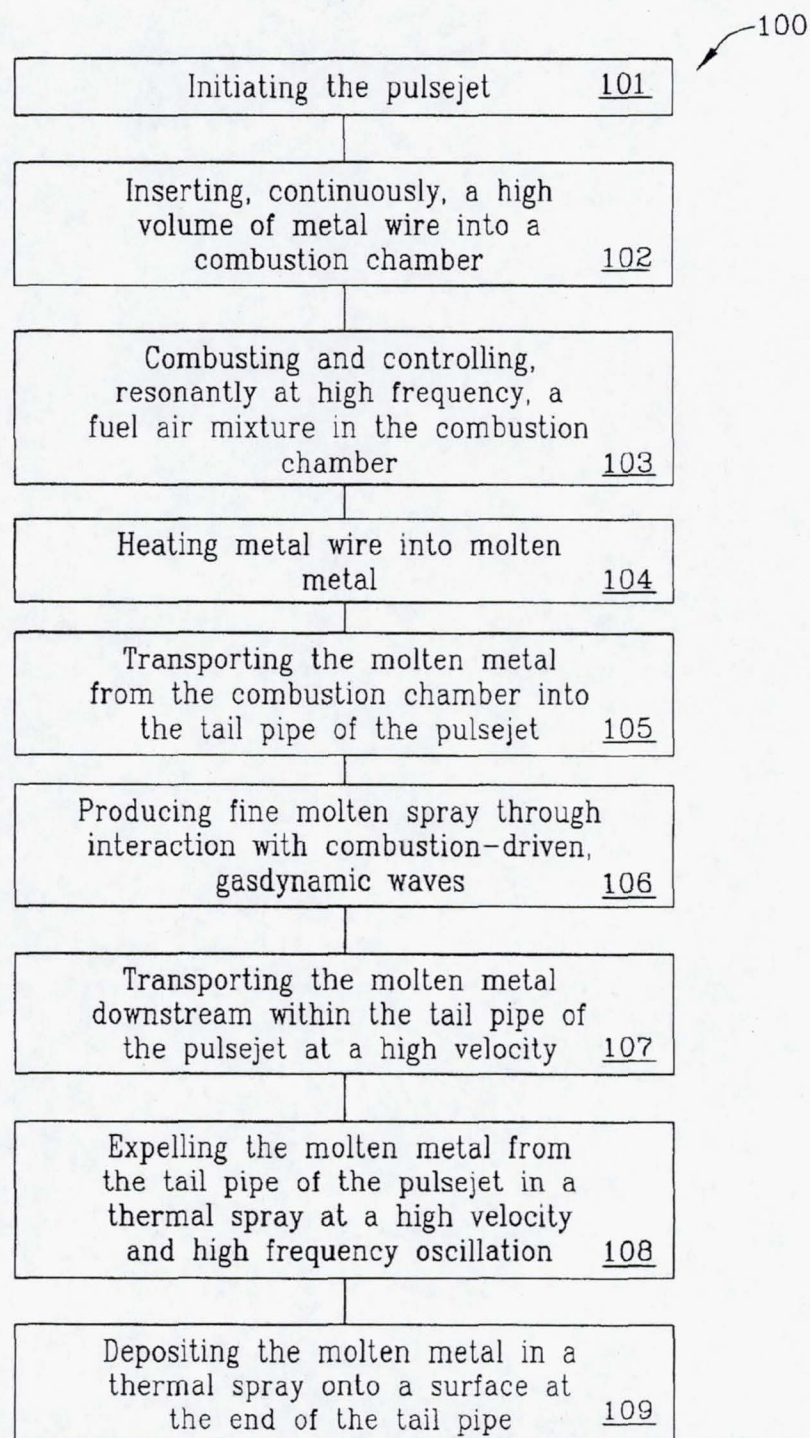 100
Initiating the pulsejet 101
Inserting, continuously, a high
volume of metal wire into a
combustion chamber 102
Combusting and controlling,
resonantly at high frequency, a
fuel air mixture in the combustion
chamber 103
Heating metal wire into molten
metal 104
Transporting the molten metal
from the combustion chamber into
the tail pipe of the pulsejet 105
Producing fine molten spray through
interaction with combustion-driven,
gasdynamic waves 106
Transporting the molten metal
downstream within the tail pipe of
the pulsejet at a high velocity 107
Expelling the molten metal from
the tail pipe of the pulsejet in a
thermal spray at a high velocity
and high frequency oscillation 108
Depositing the molten metal in a
thermal spray onto a surface at
the end of the tail pipe 109